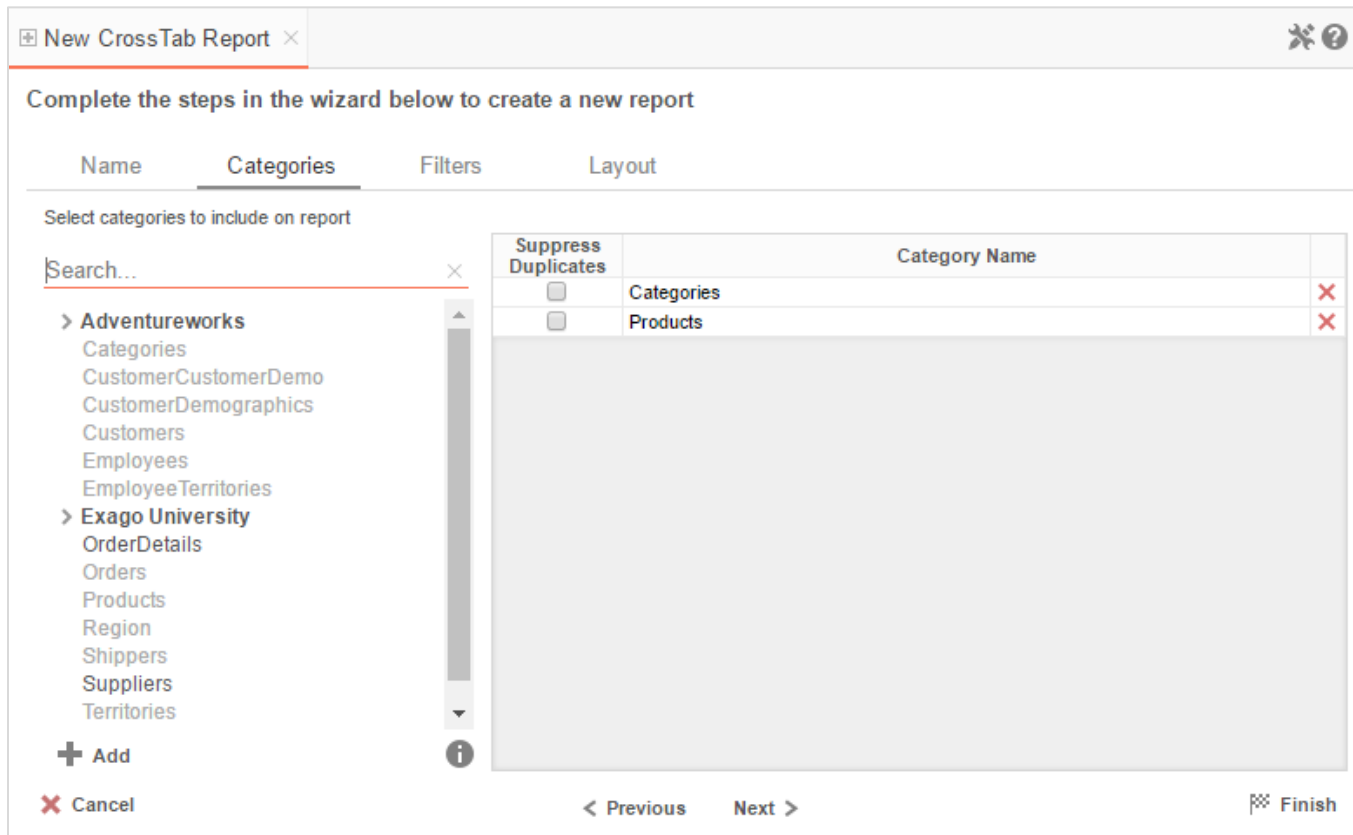 New CrossTab Report
Complete the steps in the wizard below to create a new report
Name Categories Filters Layout
Select categories to include on report
Search...
Adventureworks
Categories
CustomerCustomerDemo
CustomerDemographics
Customers
Employees
EmployeeTerritories
Exago University
OrderDetails
Orders
Products
Region
Shippers
Suppliers
Territories
Add
Suppress
Duplicates
Category Name
Categories
Products
Cancel
Previous
Next
Finish